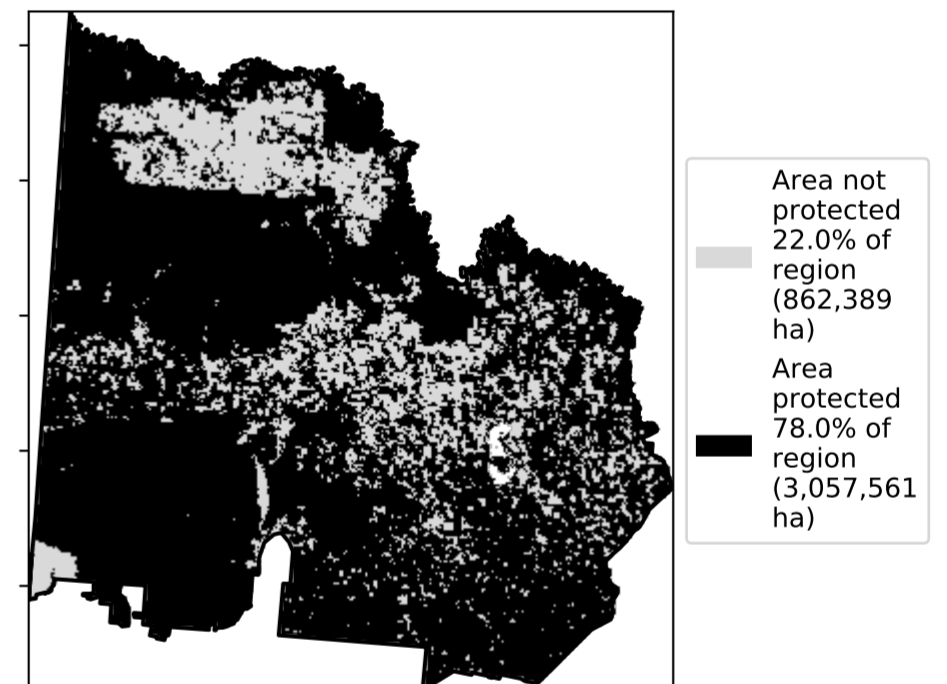 Area not
protected
22.0% of
region
(862,389
ha)
Area
protected
78.0% of
region
(3,057,561
ha)